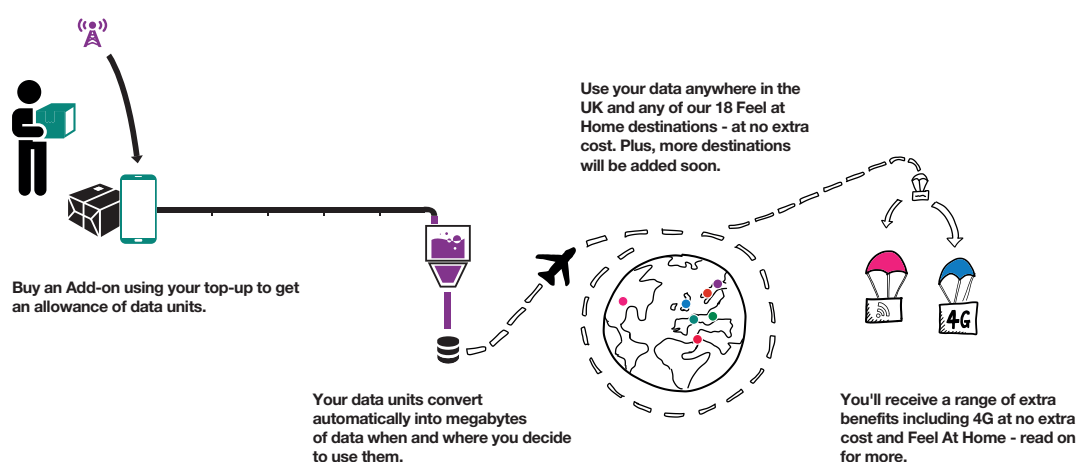 Buy an Add-on using your top-up to get
an allowance of data units.
Your data units convert
automatically into megabytes
of data when and where you decide
to use them.
Use your data anywhere in the
UK and any of our 18 Feel at
Home destinations - at no extra
cost. Plus, more destinations
will be added soon.
4G
You'll receive a range of extra
benefits including 4G at no extra
cost and Feel At Home - read on
for more.